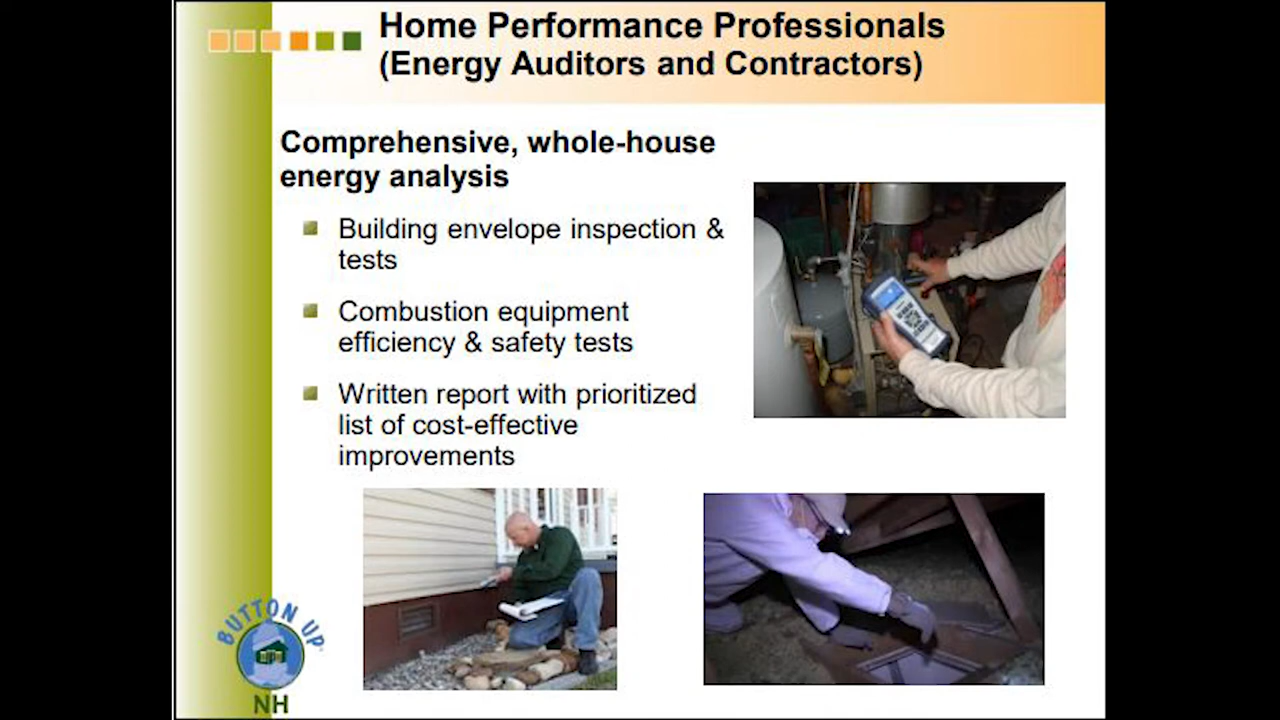 Home Performance Professionals
(Energy Auditors and Contractors)
Comprehensive, whole-house
energy analysis
Building envelope inspection &
tests
Combustion equipment
efficiency & safety tests
Written report with prioritized
list of cost-effective
improvements
BUTTON UP
NH